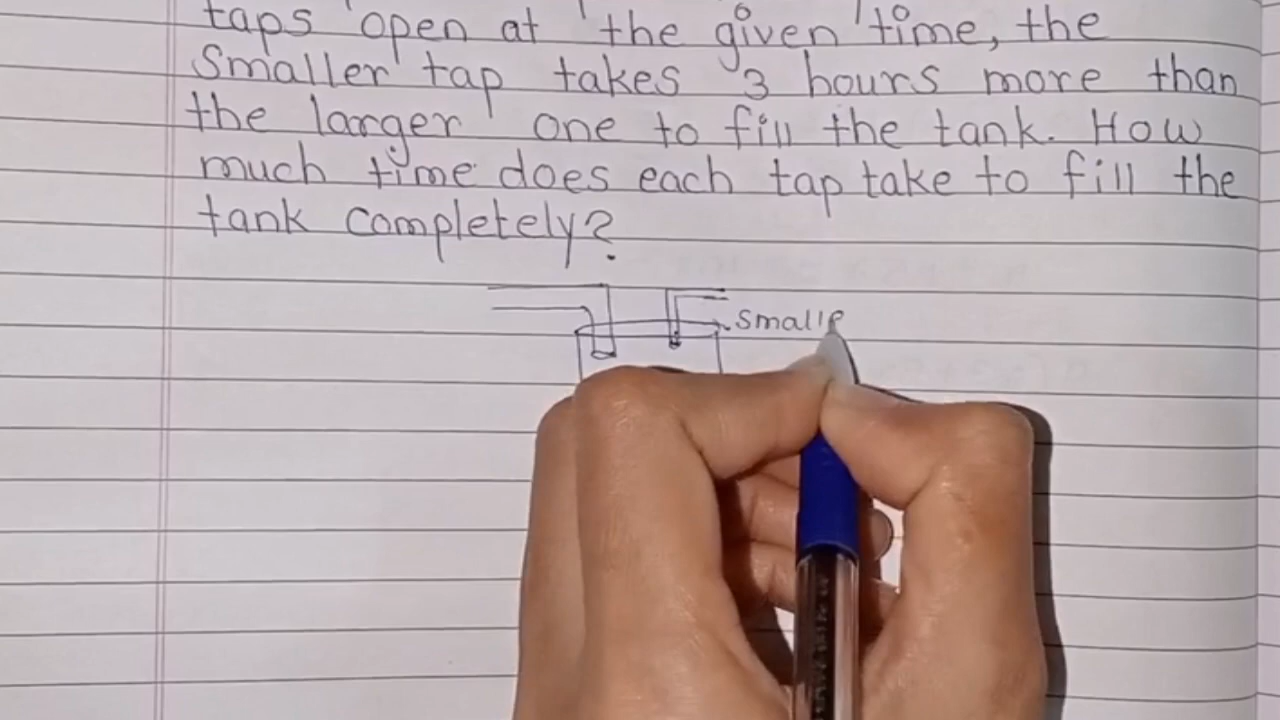 taps open at the given time, the
Smaller tap takes 3 hours more than
the larger one to fill the tank. How
much time does each tap take to fill the
tank completely?
Smalle